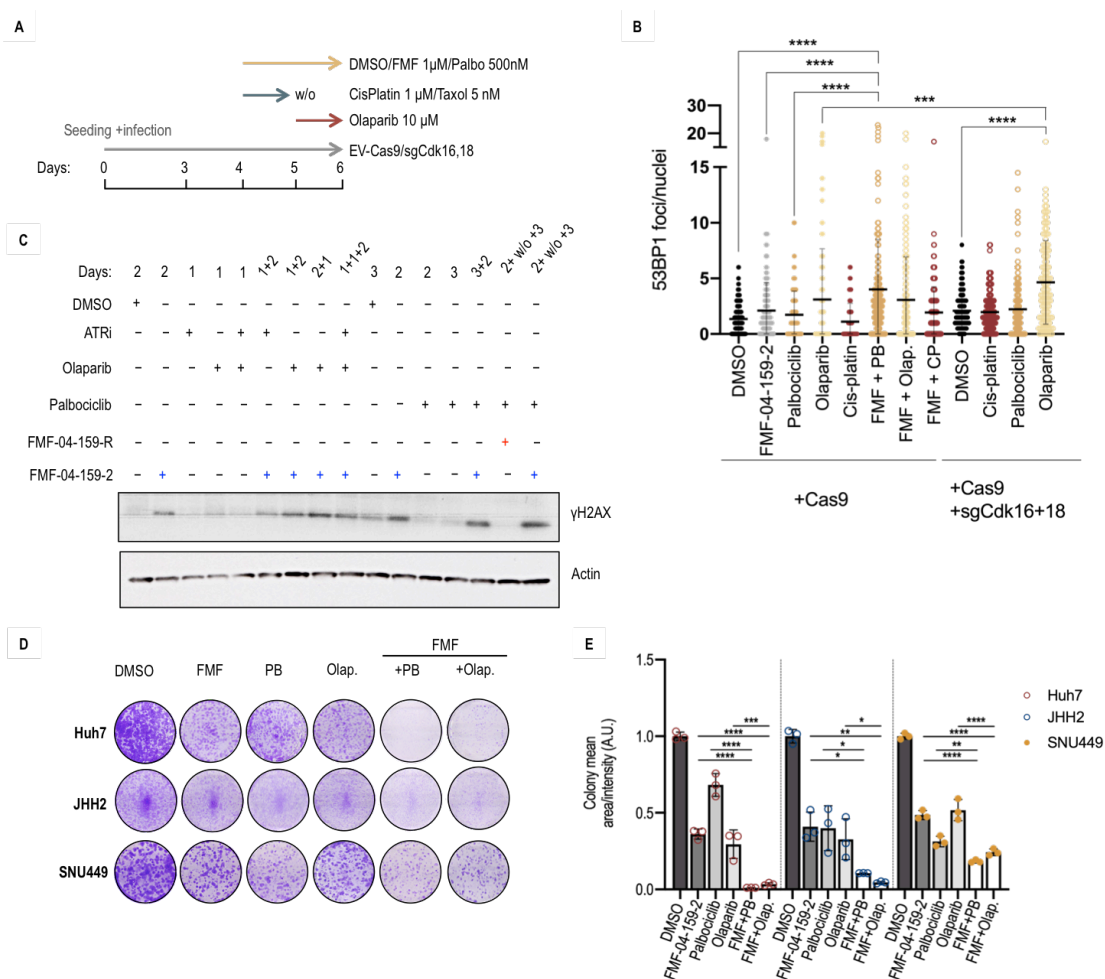 A
DMSO/FMF 1µM/Palbo 500nM
w/o CisPlatin 1 µM/Taxol 5 nM
Olaparib 10 µM
Seeding +infection
EV-Cas9/sgCdk16,18
Days: 0 3 4 5 6
B
**** **** **** *** ****
53BP1 foci/nuclei
30
20
15
10
5
0
DMSO
FMF-04-159-2
Palbociclib
Olaparib
Cis-platin
FMF + PB
FMF + Olap.
FMF + CP
DMSO
Cis-platin
Palbociclib
Olaparib
+Cas9
+Cas9
+sgCdk16+18
C
Days: 2 2 1 1 1 1+2 1+2 2+1 1+1+2 3 2 2 3 3+2 2+ w/o +3 2+ w/o +3
DMSO + – – – – – – – – + – – – – – –
ATRi – – + – + + – – + – – – – – – –
Olaparib – – – + + – + + + – – – – – – –
Palbociclib – – – – – – – – – – – + + + + +
FMF-04-159-R – – – – – – – – – – – – – – + –
FMF-04-159-2 – + – – – + + + + – + – – + – +
γH2AX
Actin
D
FMF
DMSO FMF PB Olap. +PB +Olap.
Huh7
JHH2
SNU449
E
Colony mean
area/intensity (A.U.)
1.5
1.0
0.5
0.0
*** * ****
**** ** ****
**** * **
**** * ****
Huh7
JHH2
SNU449
DMSO
FMF-04-159-2
Palbociclib
Olaparib
FMF+PB
FMF+Olap.
DMSO
FMF-04-159-2
Palbociclib
Olaparib
FMF+PB
FMF+Olap.
DMSO
FMF-04-159-2
Palbociclib
Olaparib
FMF+PB
FMF+Olap.